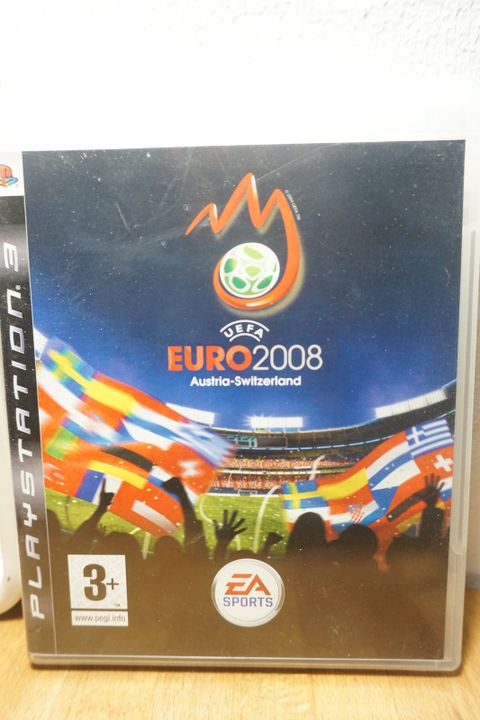 PLAYSTATION 3
UEFA
EURO2008
Austria-Switzerland
3+
www.pegi.info
EA
SPORTS